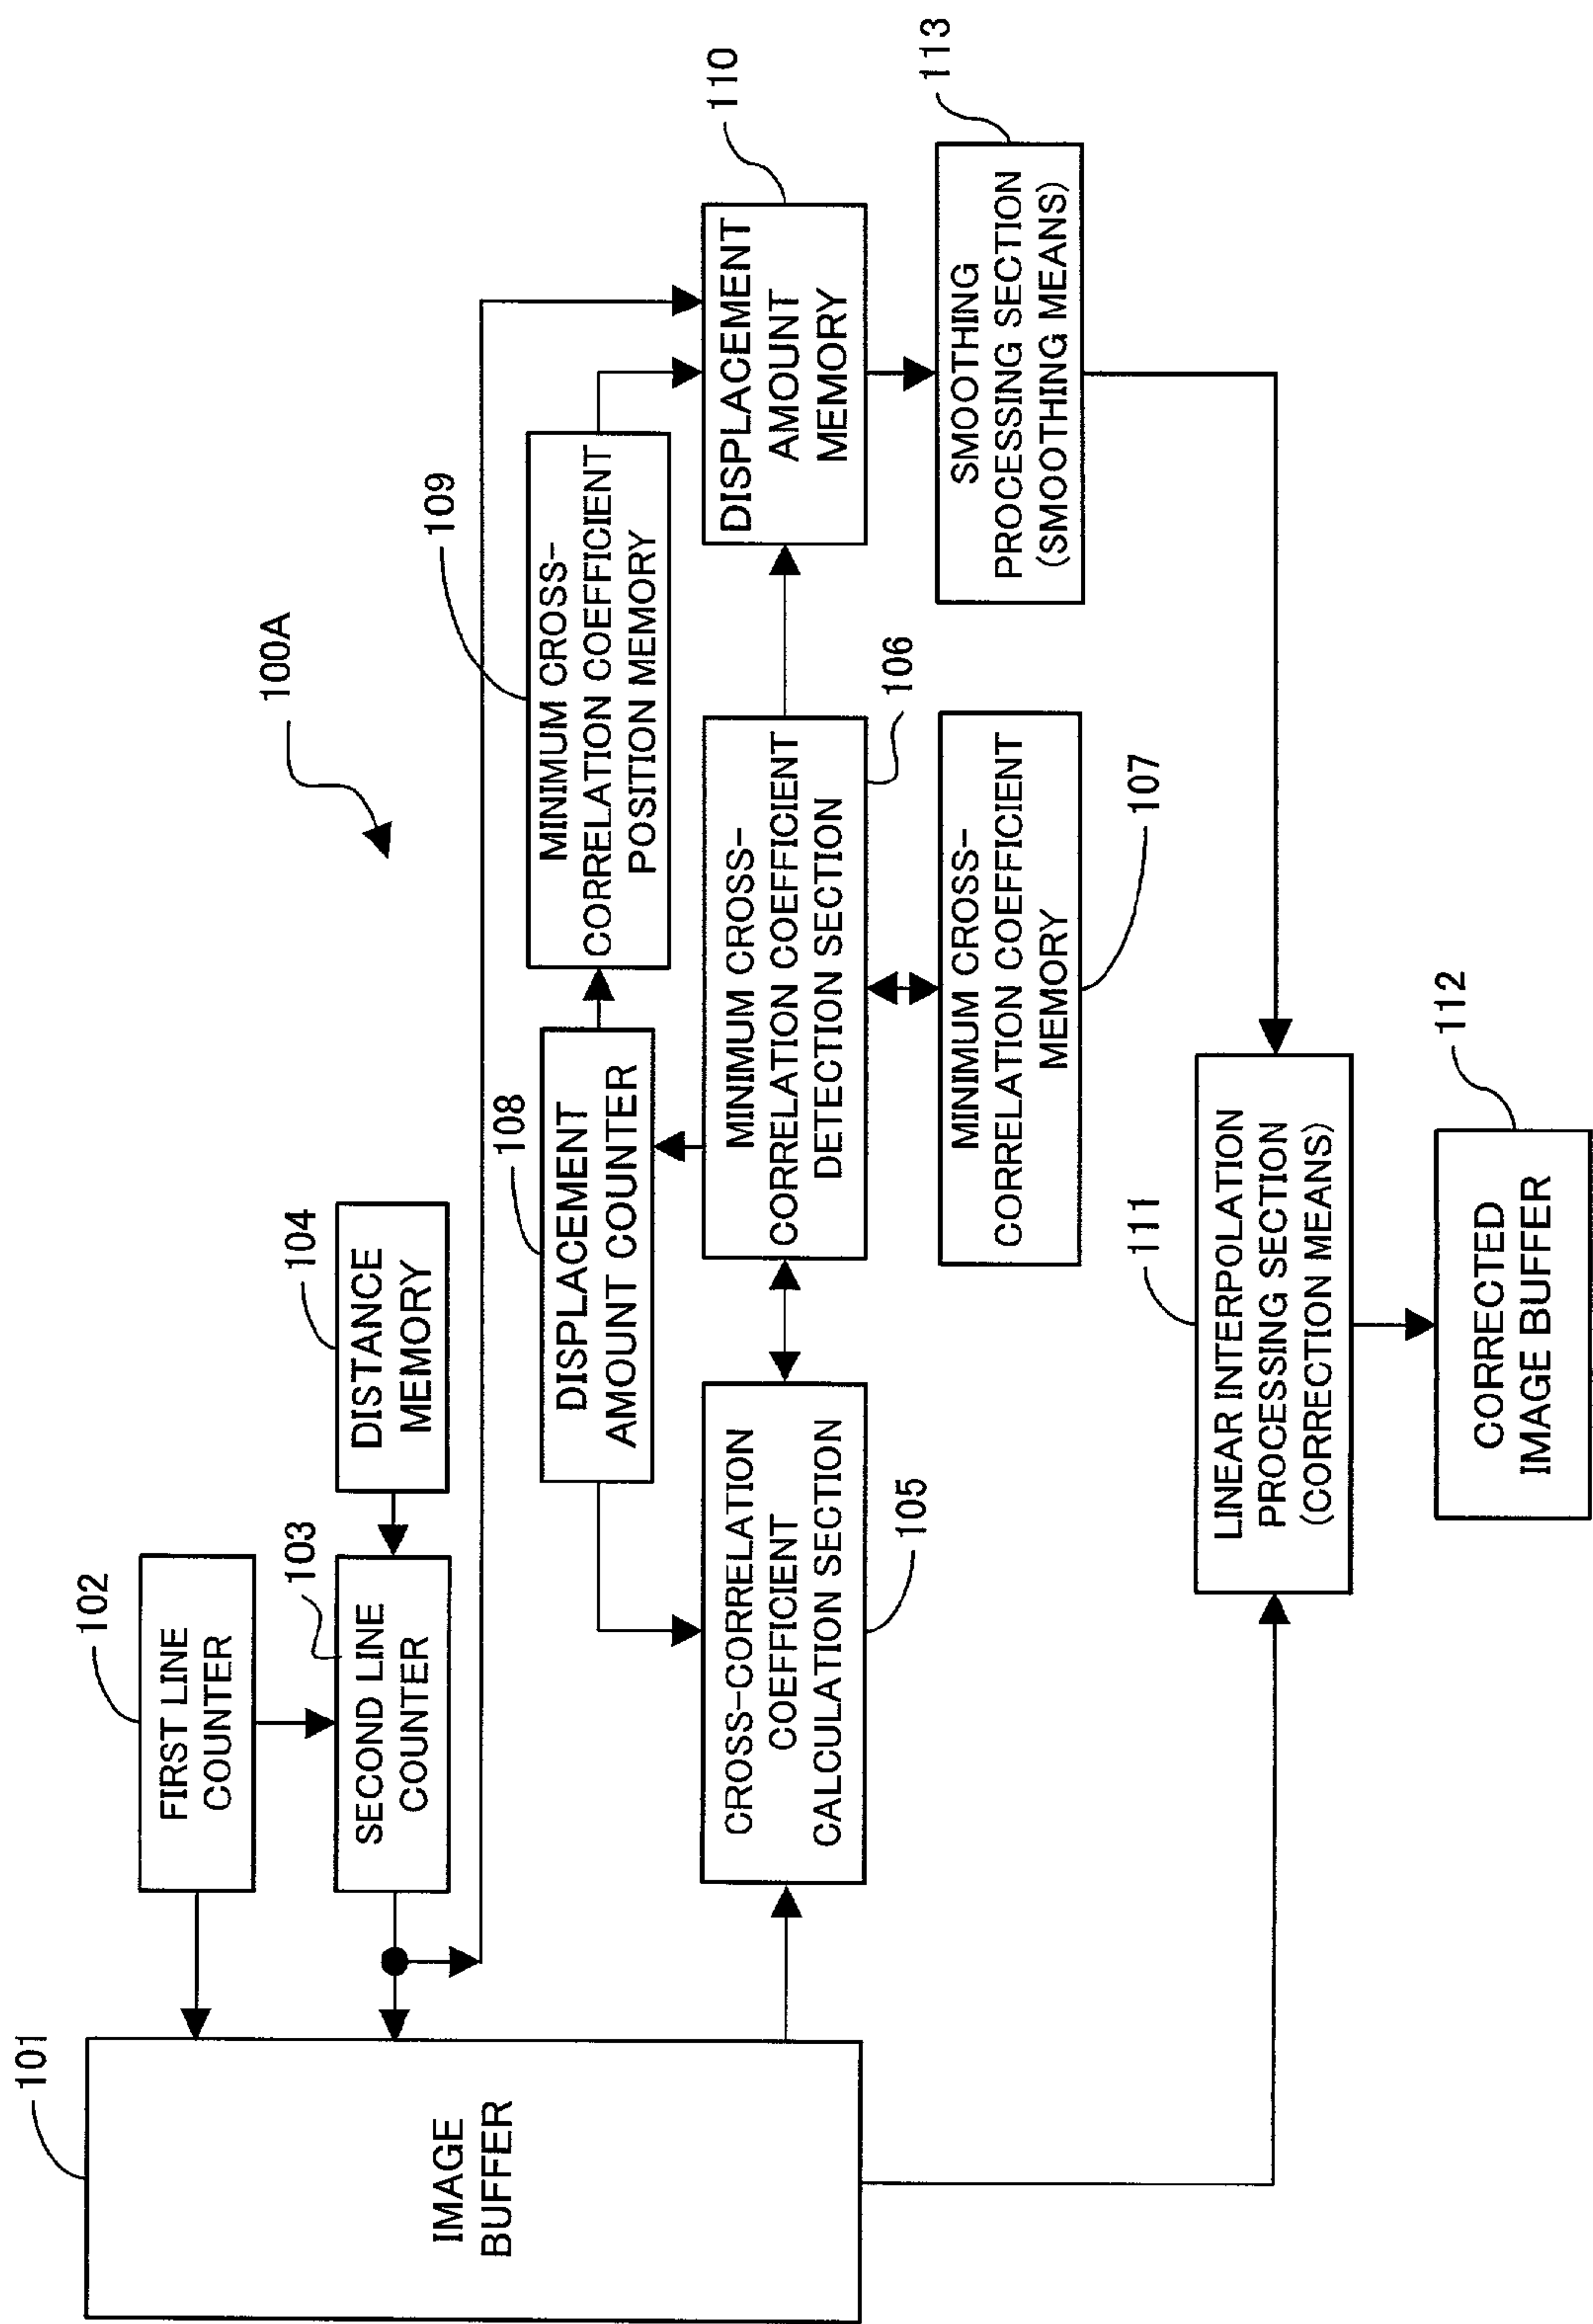 100A
101
IMAGE
BUFFER
102
FIRST LINE
COUNTER
103
SECOND LINE
COUNTER
104
DISTANCE
MEMORY
108
DISPLACEMENT
AMOUNT COUNTER
109
MINIMUM CROSS-
CORRELATION COEFFICIENT
POSITION MEMORY
110
DISPLACEMENT
AMOUNT
MEMORY
CROSS-CORRELATION
COEFFICIENT
CALCULATION SECTION
105
MINIMUM CROSS-
CORRELATION COEFFICIENT
DETECTION SECTION
106
MINIMUM CROSS-
CORRELATION COEFFICIENT
MEMORY
107
SMOOTHING
PROCESSING SECTION
(SMOOTHING MEANS)
113
111
LINEAR INTERPOLATION
PROCESSING SECTION
(CORRECTION MEANS)
112
CORRECTED
IMAGE BUFFER